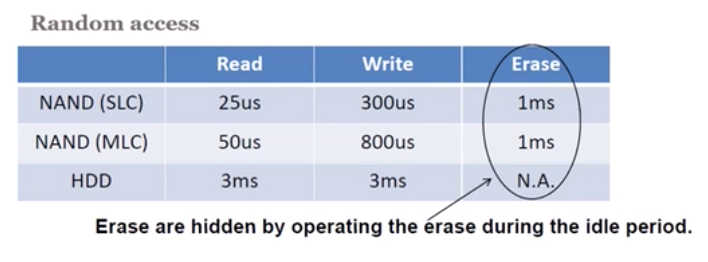 Random access
Read Write Erase
NAND (SLC) 25us 300us 1ms
NAND (MLC) 50us 800us 1ms
HDD 3ms 3ms N.A.
Erase are hidden by operating the erase during the idle period.